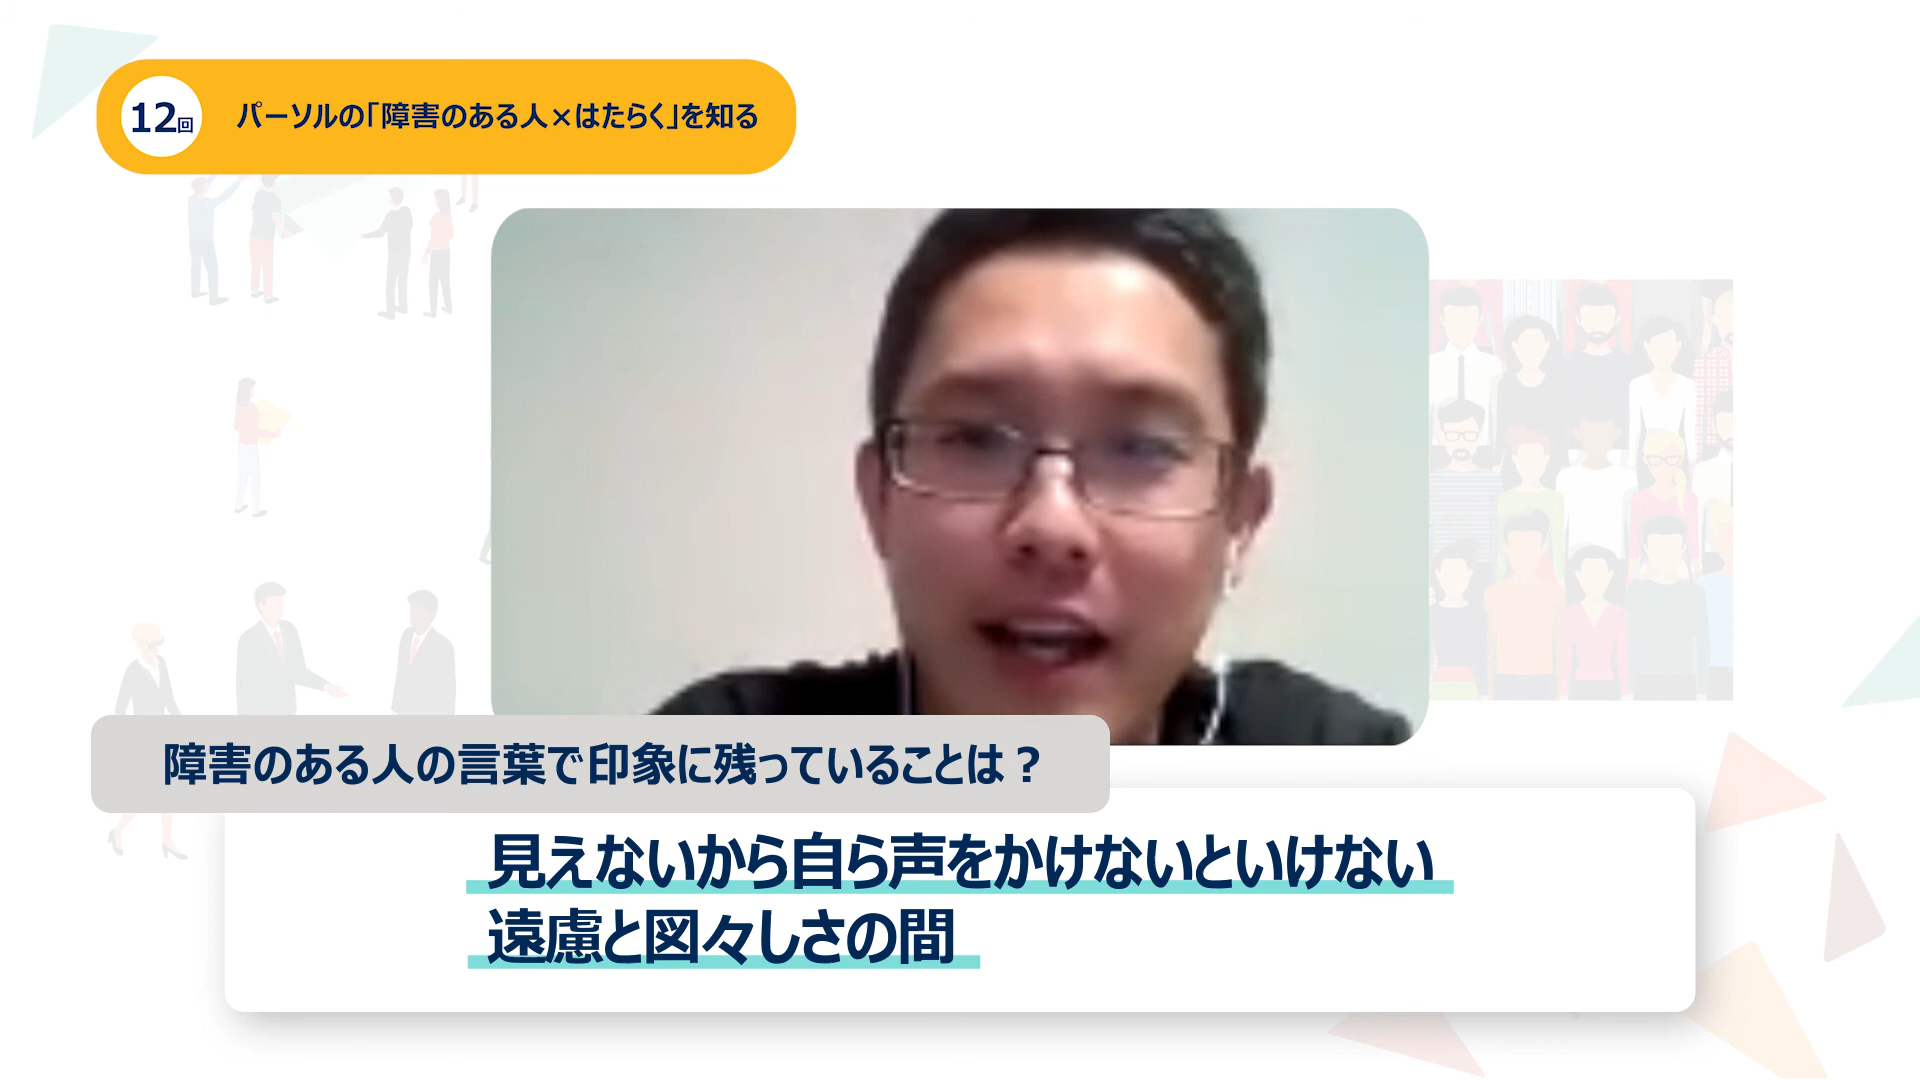 12回 パーソルの「障害のある人×はたらく」を知る
障害のある人の言葉で印象に残っていることは？
見えないから自ら声をかけないといけない
遠慮と図々しさの間